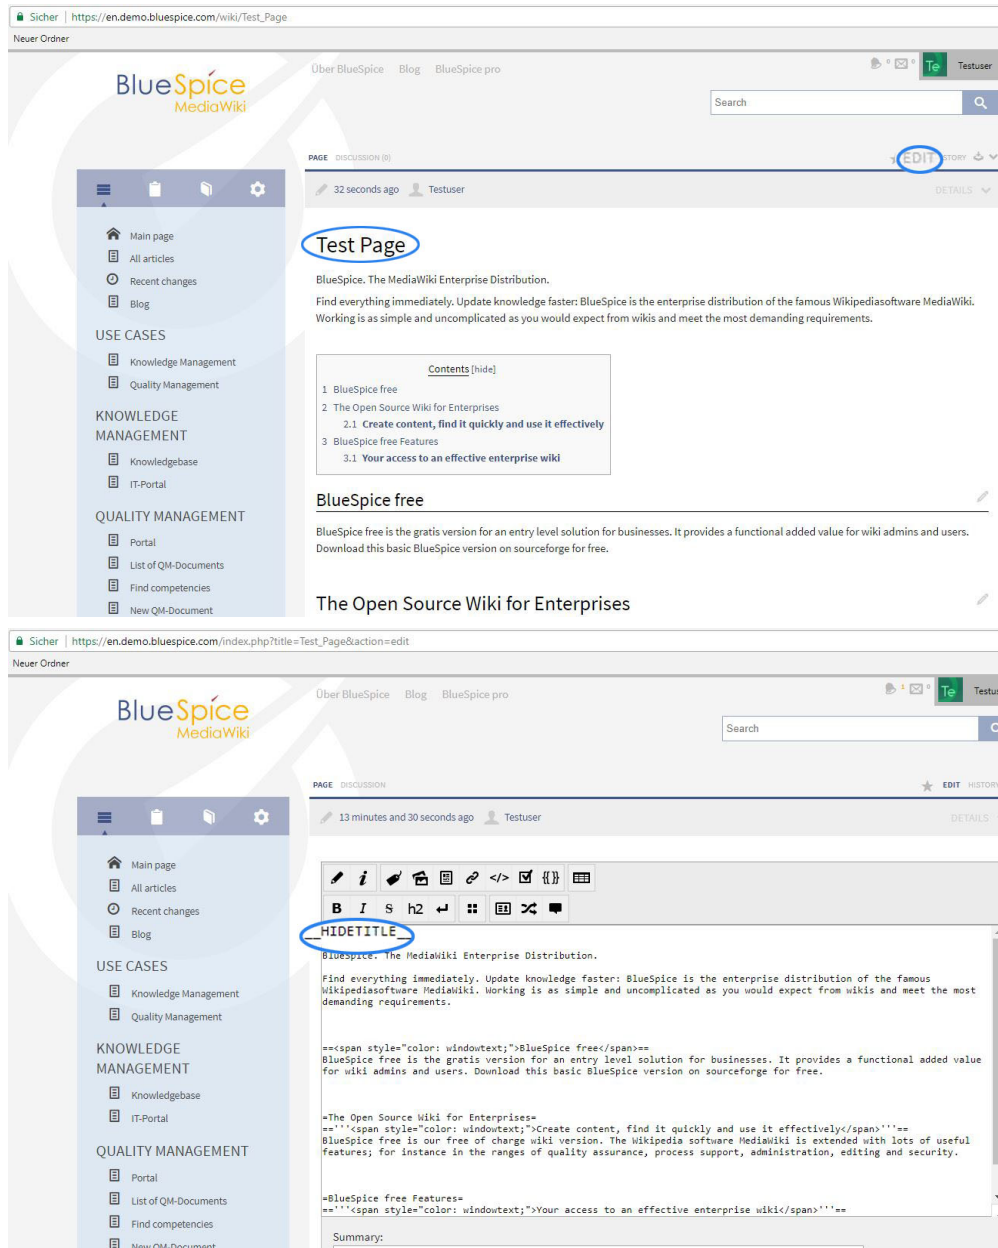 Sicher | https://en.demo.bluespice.com/wiki/Test_Page
Neuer Ordner
BlueSpice
MediaWiki
Über BlueSpice Blog BlueSpice pro
0 0 Te Testuser
Search
PAGE DISCUSSION (0)
EDIT STORY
32 seconds ago Testuser
DETAILS
Main page
All articles
Recent changes
Blog
USE CASES
Knowledge Management
Quality Management
KNOWLEDGE
MANAGEMENT
Knowledgebase
IT-Portal
QUALITY MANAGEMENT
Portal
List of QM-Documents
Find competencies
New QM-Document
Test Page
BlueSpice. The MediaWiki Enterprise Distribution.
Find everything immediately. Update knowledge faster: BlueSpice is the enterprise distribution of the famous Wikipediasoftware MediaWiki.
Working is as simple and uncomplicated as you would expect from wikis and meet the most demanding requirements.
Contents [hide]
1 BlueSpice free
2 The Open Source Wiki for Enterprises
2.1 Create content, find it quickly and use it effectively
3 BlueSpice free Features
3.1 Your access to an effective enterprise wiki
BlueSpice free
BlueSpice free is the gratis version for an entry level solution for businesses. It provides a functional added value for wiki admins and users.
Download this basic BlueSpice version on sourceforge for free.
The Open Source Wiki for Enterprises
Sicher | https://en.demo.bluespice.com/index.php?title=Test_Page&action=edit
Neuer Ordner
BlueSpice
MediaWiki
Über BlueSpice Blog BlueSpice pro
1 0 Te Testus
Search
PAGE DISCUSSION
EDIT HISTORY
13 minutes and 30 seconds ago Testuser
DETAILS
Main page
All articles
Recent changes
Blog
USE CASES
Knowledge Management
Quality Management
KNOWLEDGE
MANAGEMENT
Knowledgebase
IT-Portal
QUALITY MANAGEMENT
Portal
List of QM-Documents
Find competencies
New QM-Document
i </> {{}}
B I S h2
__HIDETITLE__
BlueSpice. The MediaWiki Enterprise Distribution.
Find everything immediately. Update knowledge faster: BlueSpice is the enterprise distribution of the famous
Wikipediasoftware MediaWiki. Working is as simple and uncomplicated as you would expect from wikis and meet the most
demanding requirements.
==<span style="color: windowtext;">BlueSpice free</span>==
BlueSpice free is the gratis version for an entry level solution for businesses. It provides a functional added value
for wiki admins and users. Download this basic BlueSpice version on sourceforge for free.
=The Open Source Wiki for Enterprises=
=='''<span style="color: windowtext;">Create content, find it quickly and use it effectively</span>'''==
BlueSpice free is our free of charge wiki version. The Wikipedia software MediaWiki is extended with lots of useful
features; for instance in the ranges of quality assurance, process support, administration, editing and security.
=BlueSpice free Features=
=='''<span style="color: windowtext;">Your access to an effective enterprise wiki</span>'''==
Summary: